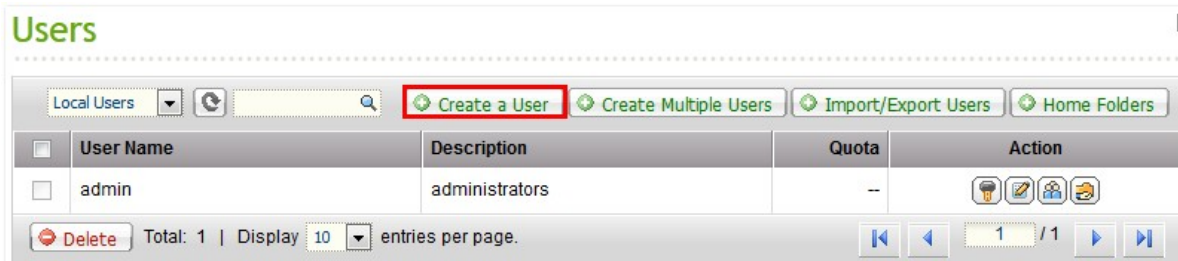 Users
Local Users Create a User Create Multiple Users Import/Export Users Home Folders
User Name Description Quota Action
admin administrators --
Delete Total: 1 | Display 10 entries per page. 1 / 1